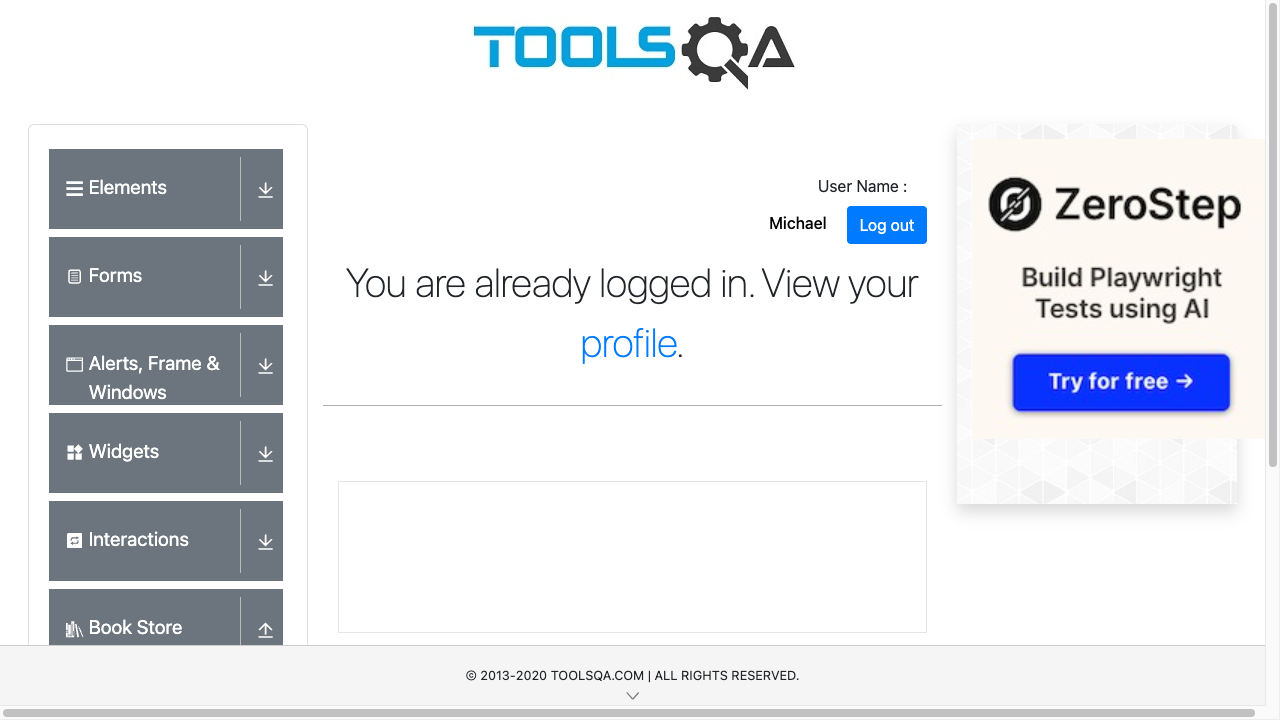 TOOLSQA
Elements
Forms
Alerts, Frame &
Windows
Widgets
Interactions
Book Store
User Name :
Michael
Log out
You are already logged in. View your
profile.
ZeroStep
Build Playwright
Tests using AI
Try for free →
© 2013-2020 TOOLSQA.COM | ALL RIGHTS RESERVED.